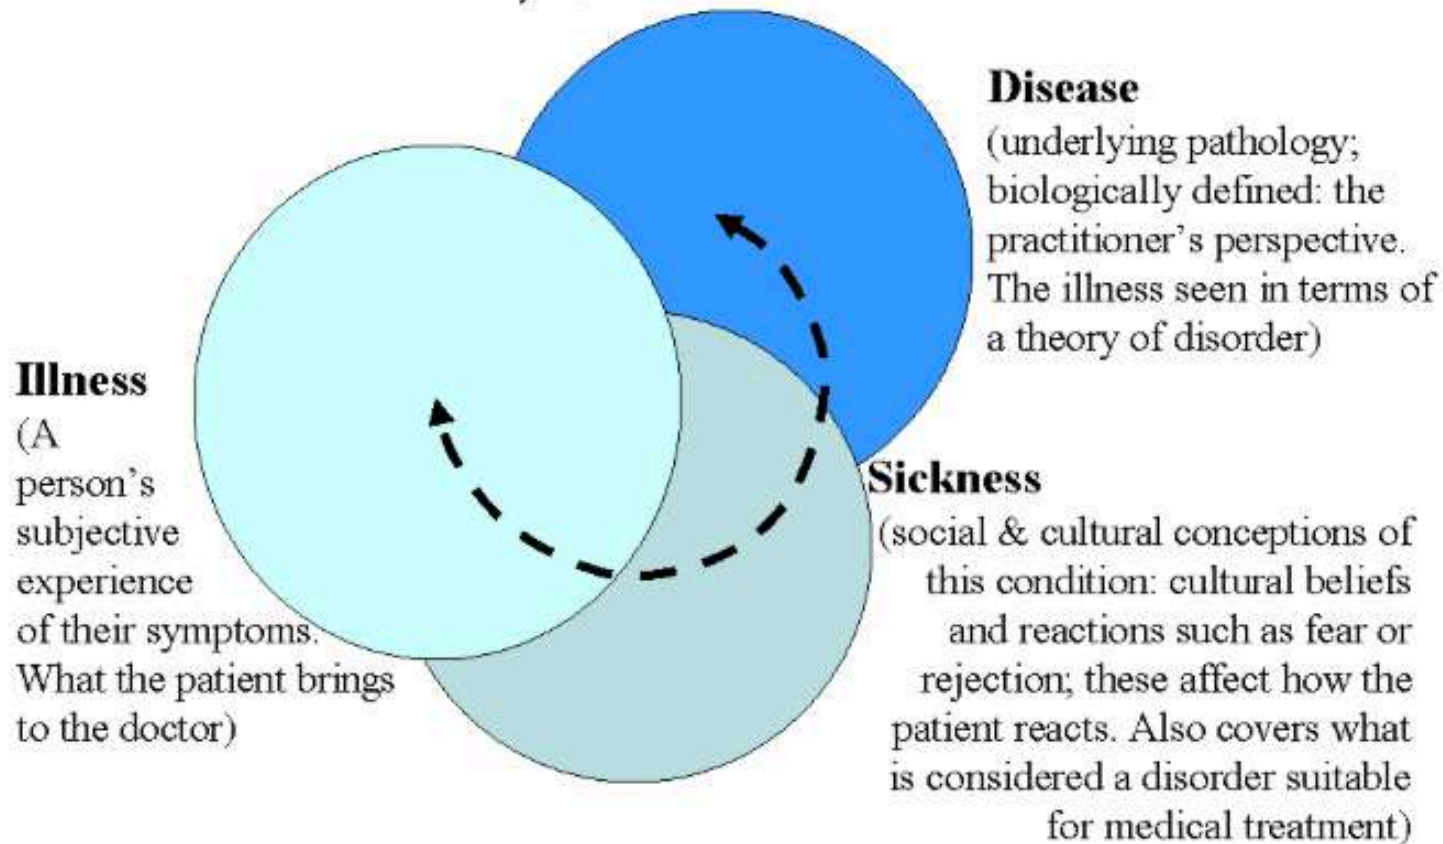 Disease
(underlying pathology;
biologically defined: the
practitioner's perspective.
The illness seen in terms of
a theory of disorder)
Illness
(A
person's
subjective
experience
of their symptoms.
What the patient brings
to the doctor)
Sickness
(social & cultural conceptions of
this condition: cultural beliefs
and reactions such as fear or
rejection; these affect how the
patient reacts. Also covers what
is considered a disorder suitable
for medical treatment)